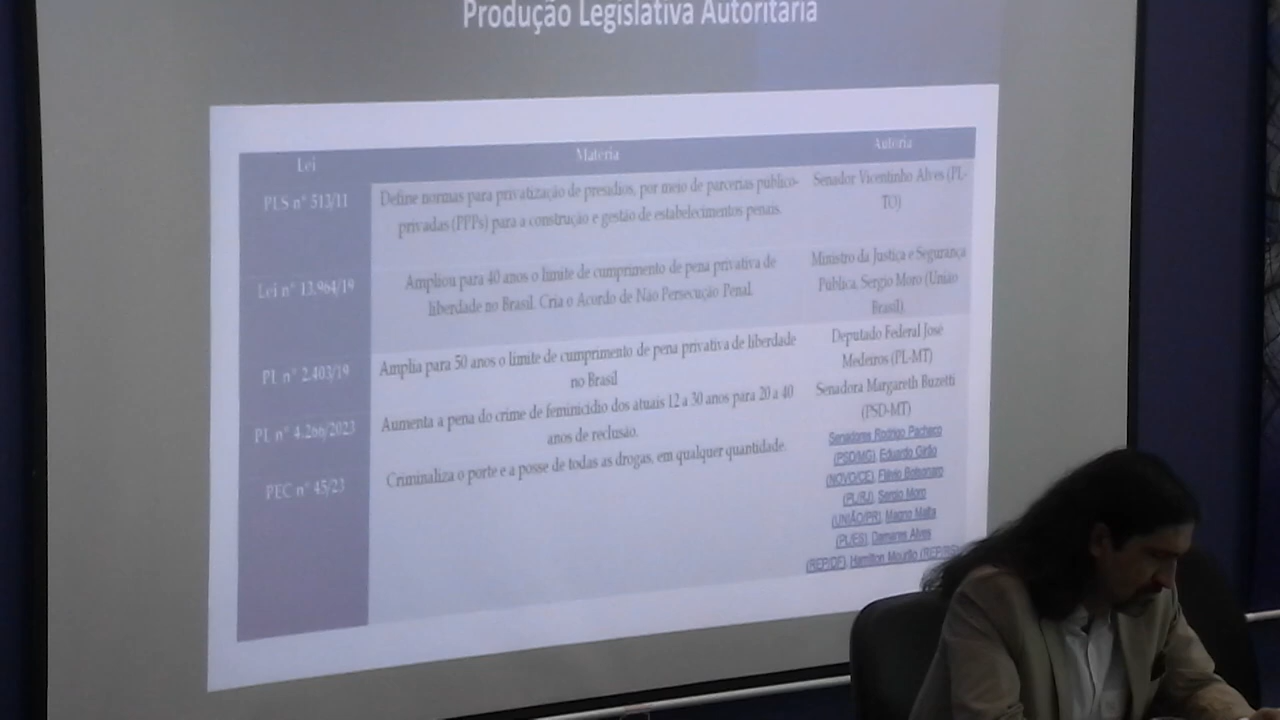 Produção Legislativa Autoritária
Lei
Matéria
Autoria
PLS n° 513/11
Define normas para privatização de presídios, por meio de parcerias público-
privadas (PPPs) para a construção e gestão de estabelecimentos penais.
Senador Vicentinho Alves (PL-
TO)
Lei n° 13.964/19
Ampliou para 40 anos o limite de cumprimento de pena privativa de
liberdade no Brasil. Cria o Acordo de Não Persecução Penal.
Ministro da Justiça e Segurança
Pública, Sergio Moro (União
Brasil).
PL n° 2.403/19
Amplia para 50 anos o limite de cumprimento de pena privativa de liberdade
no Brasil
Deputado Federal José
Medeiros (PL-MT)
PL n° 4.266/2023
Aumenta a pena do crime de feminicídio dos atuais 12 a 30 anos para 20 a 40
anos de reclusão.
Senadora Margareth Buzetti
(PSD-MT)
PEC n° 45/23
Criminaliza o porte e a posse de todas as drogas, em qualquer quantidade.
Senadores Rodrigo Pacheco
(PSD/MG), Eduardo Girão
(NOVO/CE), Flávio Bolsonaro
(PL/RJ), Sergio Moro
(UNIÃO/PR), Magno Malta
(PL/ES), Damares Alves
(REP/DF), Hamilton Mourão (REP/RS)